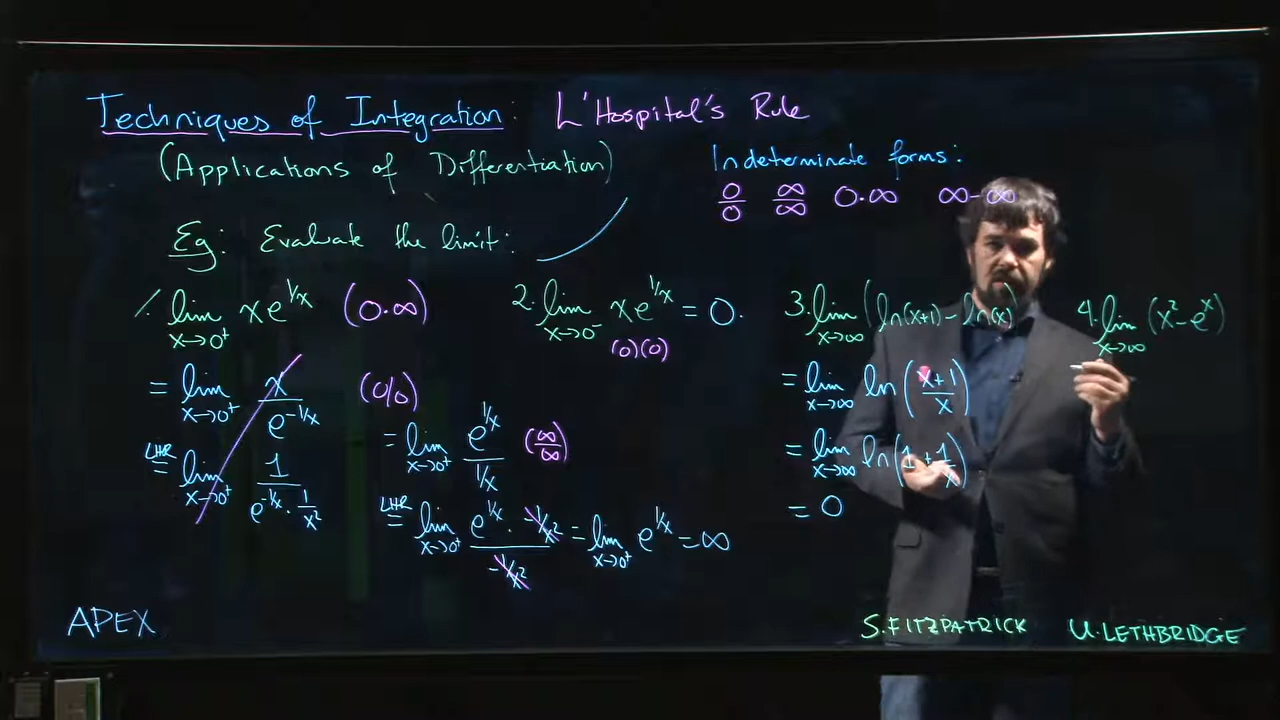 Techniques of Integration: L'Hospital's Rule
(Applications of Differentiation)
Indeterminate forms:
0/0 ∞/∞ 0·∞ ∞-∞
Eg: Evaluate the limit:
1. lim x→0⁺ xe^{1/x} (0·∞)
= lim x→0⁺ x/e^{-1/x} (0/0)
LHR = lim x→0⁺ 1/(e^{-1/x} · 1/x²)
2. lim x→0⁻ xe^{1/x} = 0.
(0)(0)
= lim x→0⁺ e^{1/x}/(1/x) (∞/∞)
LHR = lim x→0⁺ (e^{1/x} · -1/x²)/(-1/x²) = lim x→0⁺ e^{1/x} = ∞
3. lim x→∞ (ln(x+1) - ln(x))
= lim x→∞ ln((x+1)/x)
= lim x→∞ ln(1 + 1/x)
= 0
4. lim x→∞ (x² - e^x)
APEX
S. FITZPATRICK U. LETHBRIDGE